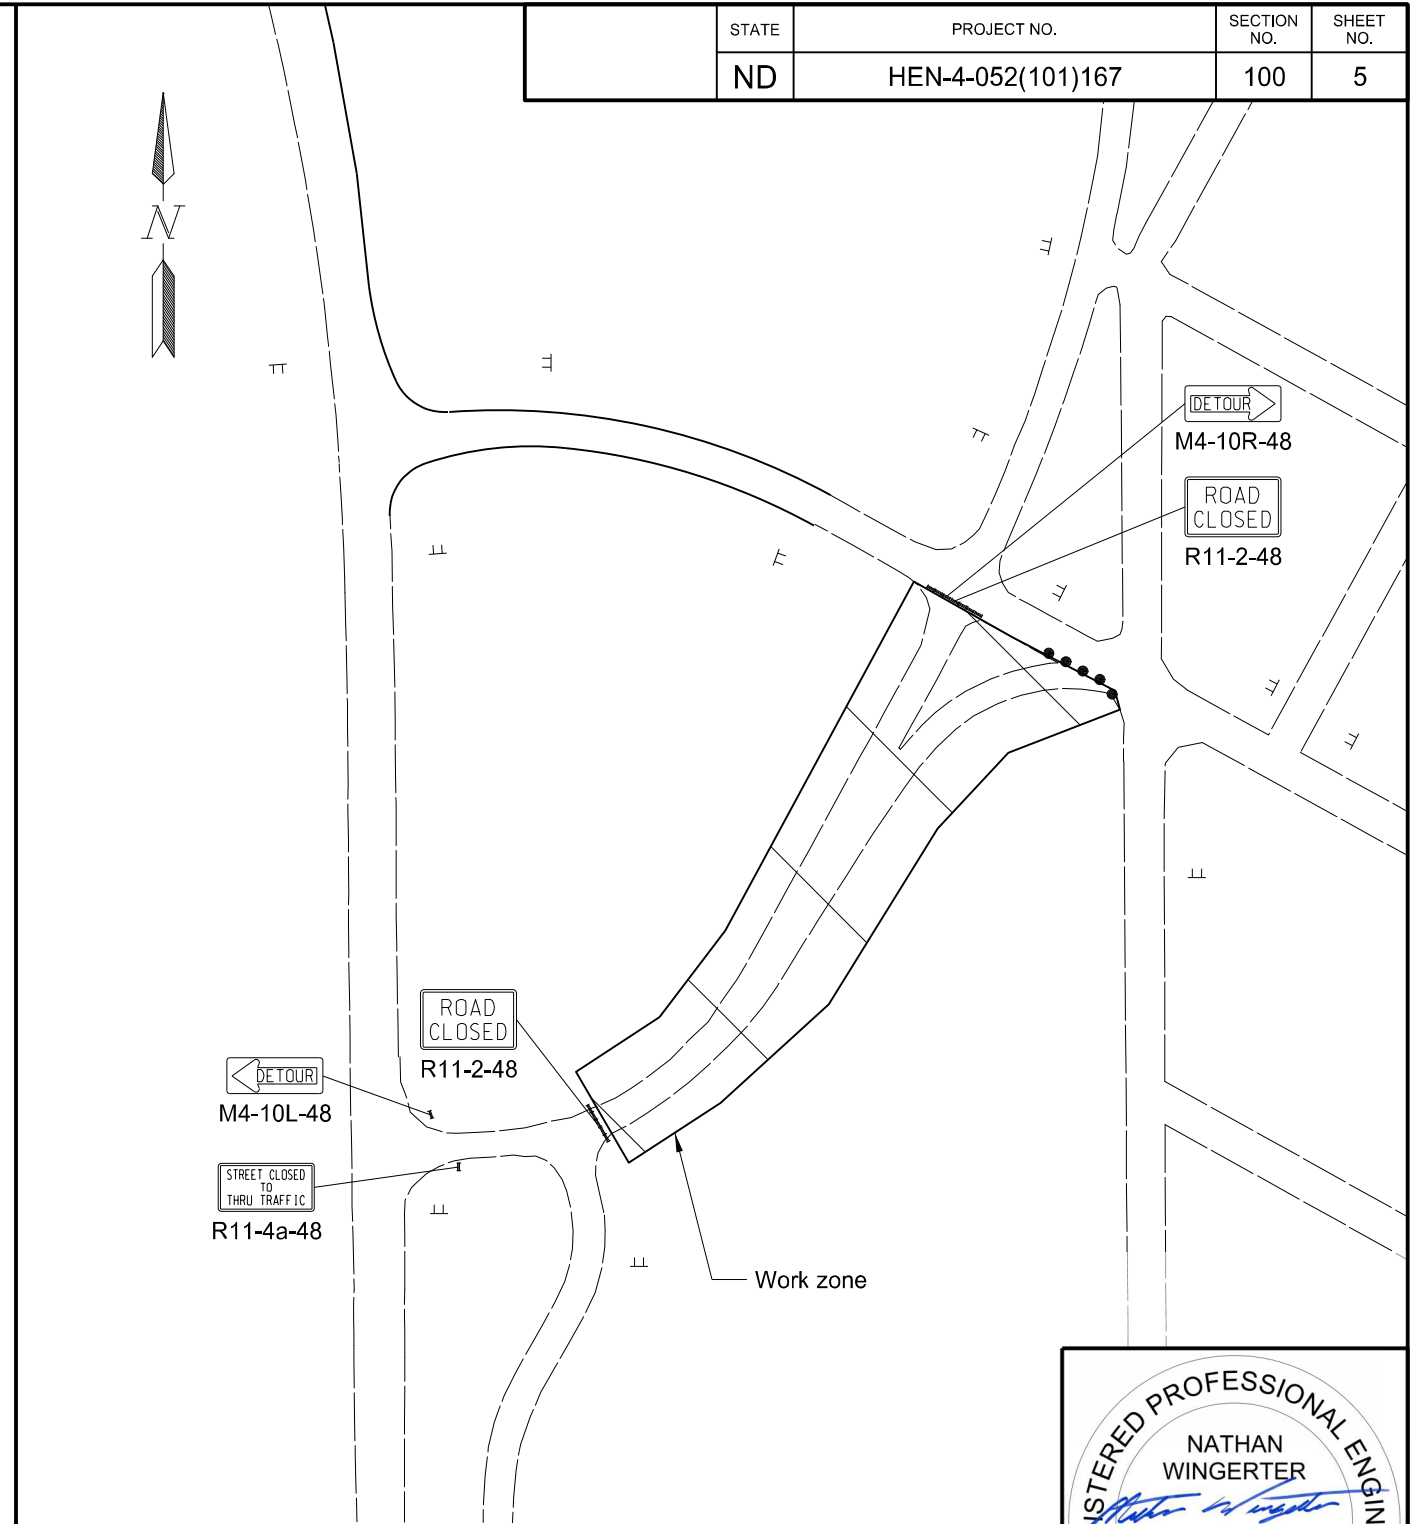 STATE
PROJECT NO.
SECTION
NO.
SHEET
NO.
ND
HEN-4-052(101)167
100
5
N
DETOUR
M4-10R-48
ROAD
CLOSED
R11-2-48
ROAD
CLOSED
R11-2-48
DETOUR
M4-10L-48
STREET CLOSED
TO
THRU TRAFFIC
R11-4a-48
Work zone
STERED PROFESSIONAL ENGIN
NATHAN
WINGERTER